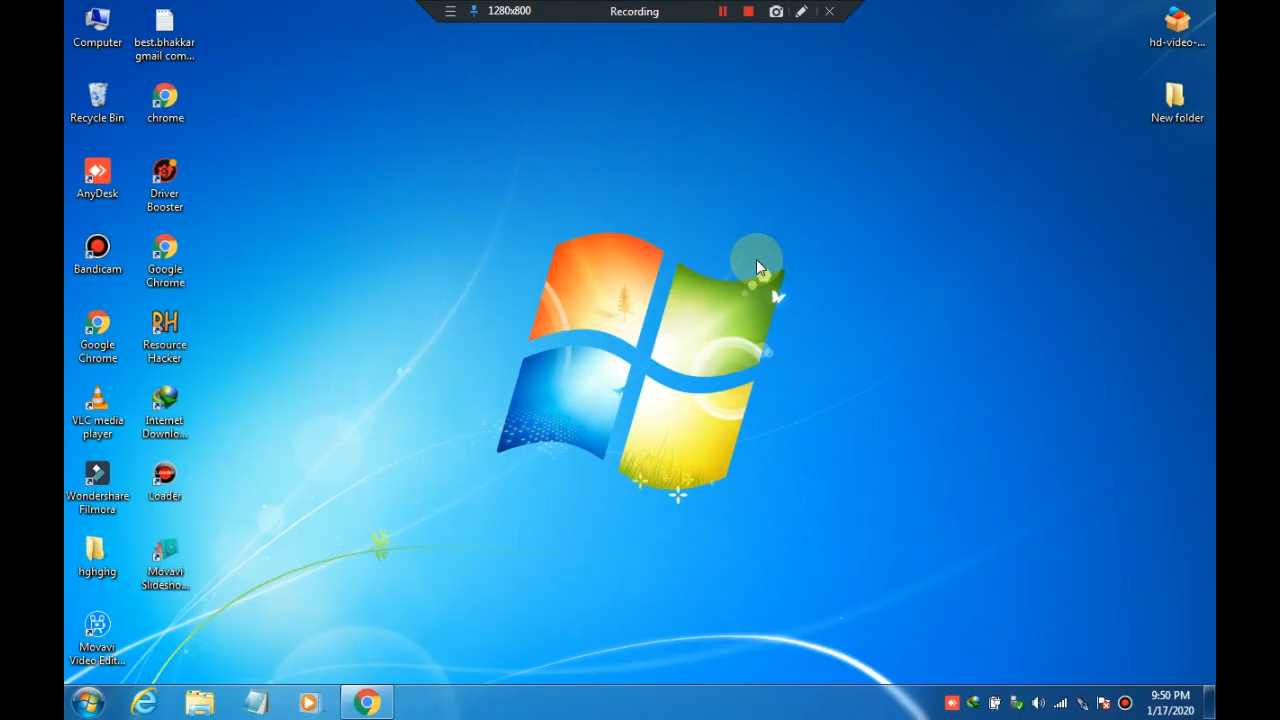 1280x800
Recording
Computer
best.bhakkar
gmail com...
Recycle Bin
chrome
AnyDesk
Driver
Booster
Bandicam
Google
Chrome
Google
Chrome
RH
Resource
Hacker
VLC media
player
Internet
Downlo...
Wondershare
Filmora
Loader
Loader
hghghg
Movavi
Slidesho...
Movavi
Video Edit...
hd-video-...
New folder
9:50 PM
1/17/2020